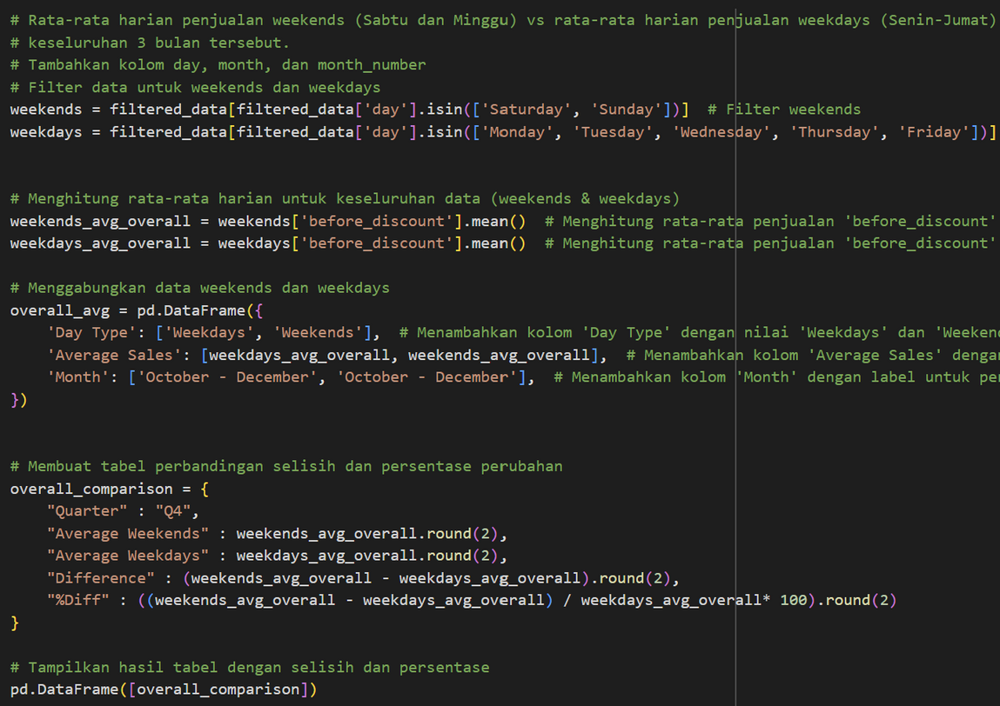 # Rata-rata harian penjualan weekends (Sabtu dan Minggu) vs rata-rata harian penjualan weekdays (Senin-Jumat)
# keseluruhan 3 bulan tersebut.
# Tambahkan kolom day, month, dan month_number
# Filter data untuk weekends dan weekdays
weekends = filtered_data[filtered_data['day'].isin(['Saturday', 'Sunday'])]  # Filter weekends
weekdays = filtered_data[filtered_data['day'].isin(['Monday', 'Tuesday', 'Wednesday', 'Thursday', 'Friday'])]
# Menghitung rata-rata harian untuk keseluruhan data (weekends & weekdays)
weekends_avg_overall = weekends['before_discount'].mean()  # Menghitung rata-rata penjualan 'before_discount'
weekdays_avg_overall = weekdays['before_discount'].mean()  # Menghitung rata-rata penjualan 'before_discount'
# Menggabungkan data weekends dan weekdays
overall_avg = pd.DataFrame({
    'Day Type': ['Weekdays', 'Weekends'],  # Menambahkan kolom 'Day Type' dengan nilai 'Weekdays' dan 'Weeken
    'Average Sales': [weekdays_avg_overall, weekends_avg_overall],  # Menambahkan kolom 'Average Sales' denga
    'Month': ['October - December', 'October - December'],  # Menambahkan kolom 'Month' dengan label untuk pe
})
# Membuat tabel perbandingan selisih dan persentase perubahan
overall_comparison = {
    "Quarter" : "Q4",
    "Average Weekends" : weekends_avg_overall.round(2),
    "Average Weekdays" : weekdays_avg_overall.round(2),
    "Difference" : (weekends_avg_overall - weekdays_avg_overall).round(2),
    "%Diff" : ((weekends_avg_overall - weekdays_avg_overall) / weekdays_avg_overall* 100).round(2)
}
# Tampilkan hasil tabel dengan selisih dan persentase
pd.DataFrame([overall_comparison])